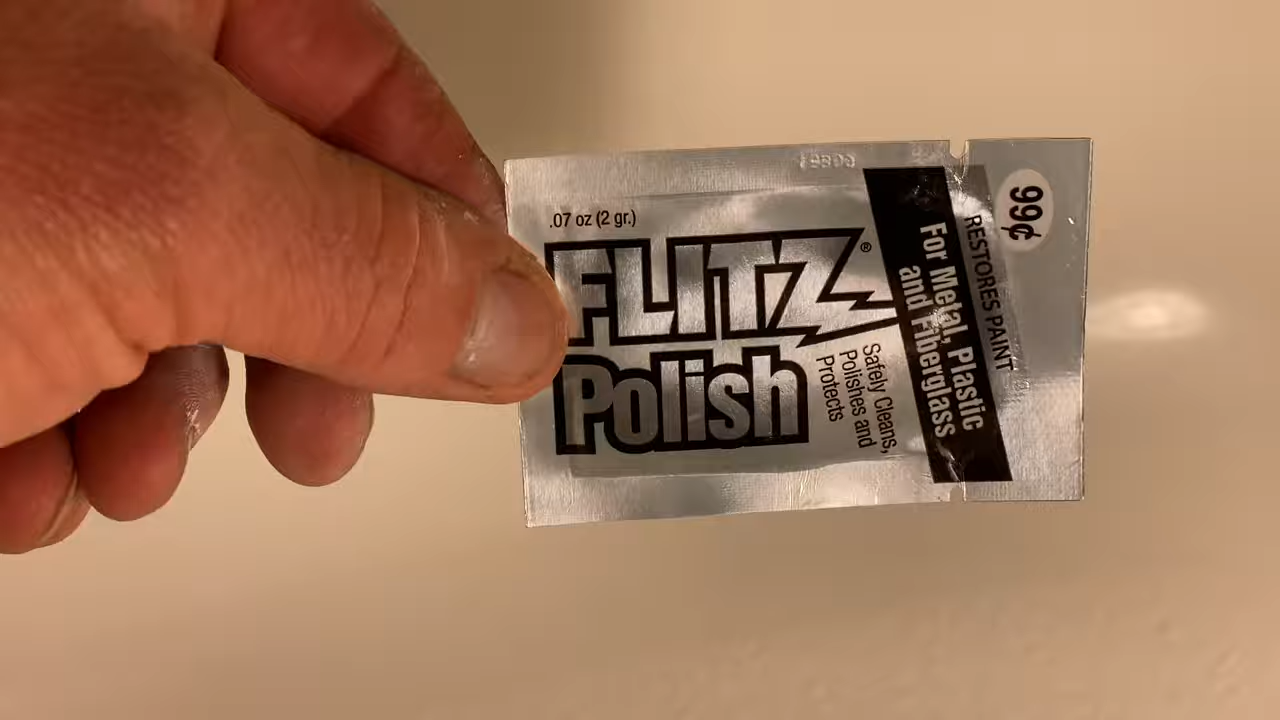 .07 oz (2 gr.)
FLITZ®
Polish
Safely Cleans,
Polishes and
Protects
For Metal, Plastic
and Fiberglass
RESTORES PAINT
99¢